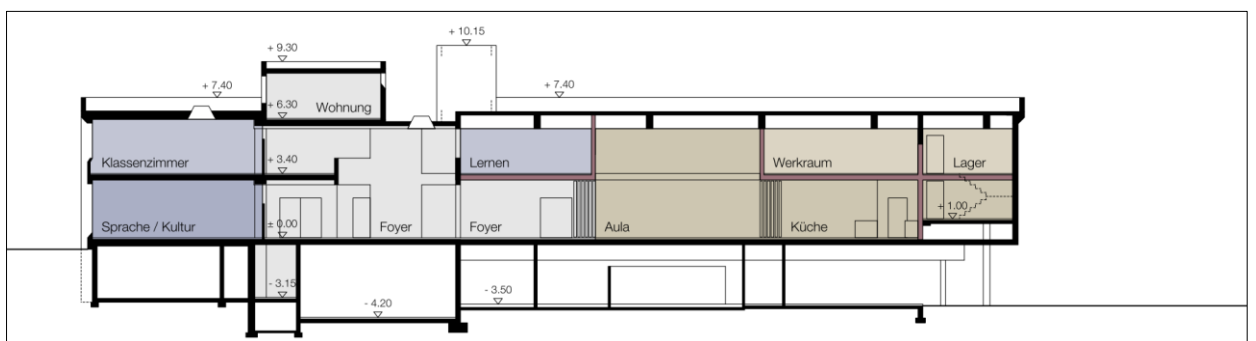 + 10.15
+ 9.30
+ 7.40
+ 7.40
+ 6.30
Wohnung
Klassenzimmer
+ 3.40
Lernen
Werkraum
Lager
+ 1.00
Sprache / Kultur
± 0.00
Foyer
Foyer
Aula
Küche
- 3.15
- 4.20
- 3.50